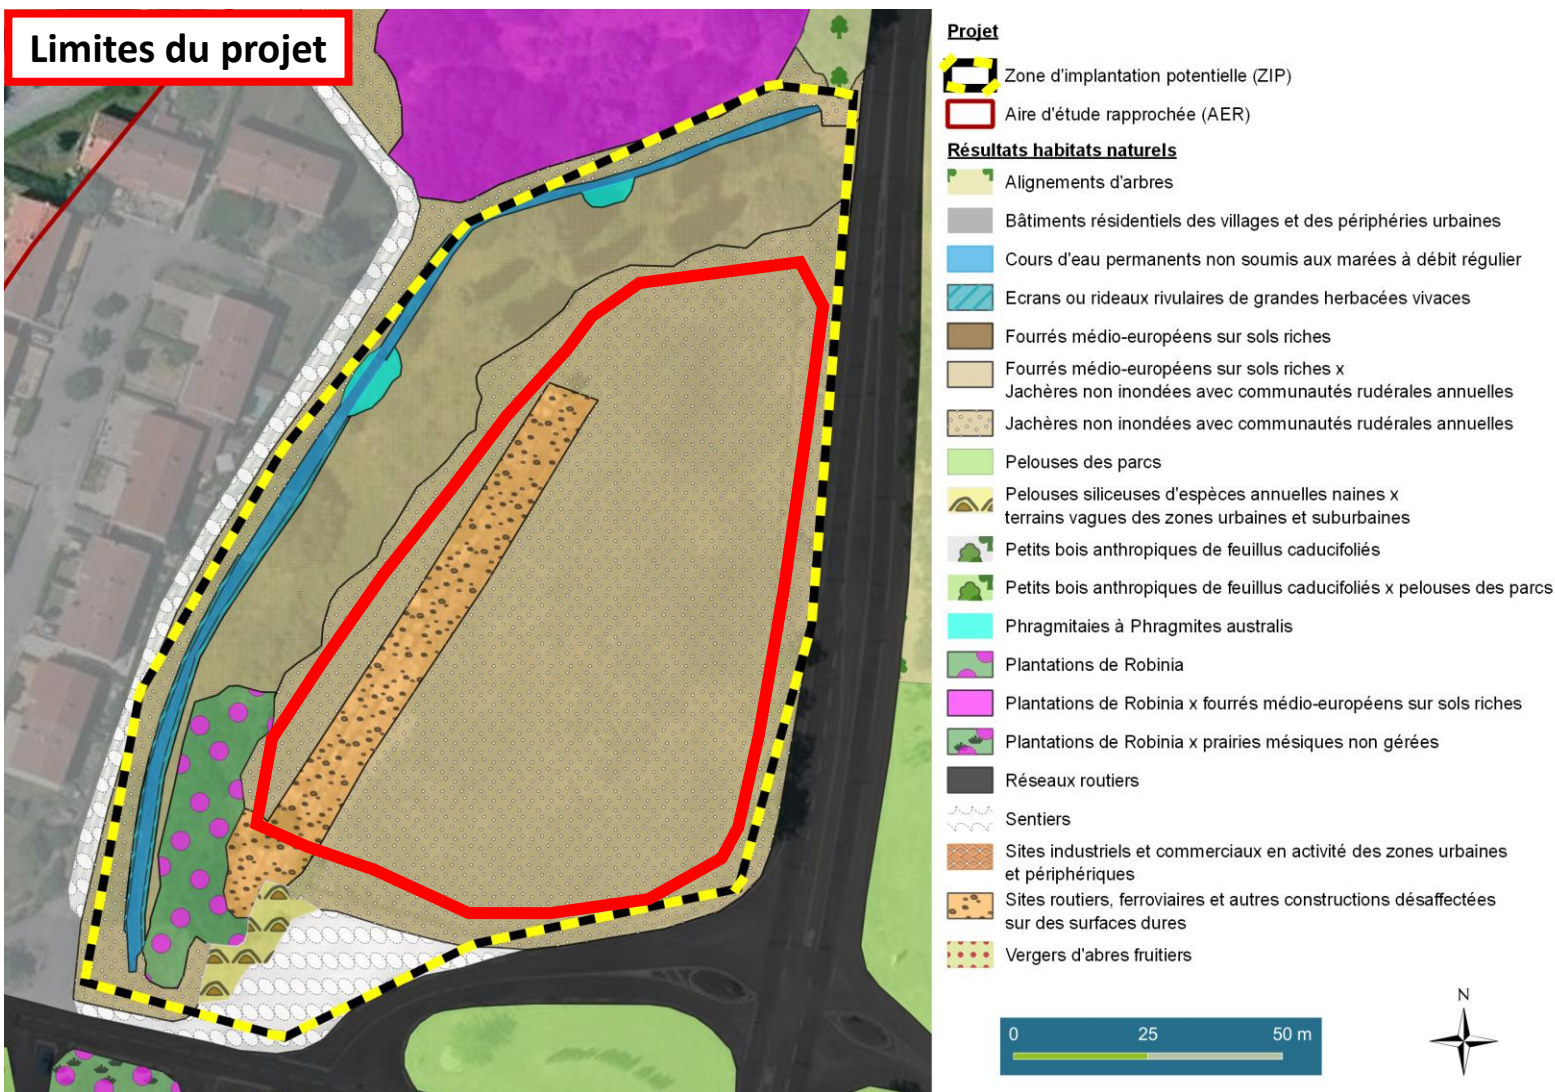 Limites du projet
Projet
Zone d'implantation potentielle (ZIP)
Aire d'étude rapprochée (AER)
Résultats habitats naturels
Alignements d'arbres
Bâtiments résidentiels des villages et des périphéries urbaines
Cours d'eau permanents non soumis aux marées à débit régulier
Ecrans ou rideaux rivulaires de grandes herbacées vivaces
Fourrés médio-européens sur sols riches
Fourrés médio-européens sur sols riches x
Jachères non inondées avec communautés rudérales annuelles
Jachères non inondées avec communautés rudérales annuelles
Pelouses des parcs
Pelouses siliceuses d'espèces annuelles naines x
terrains vagues des zones urbaines et suburbaines
Petits bois anthropiques de feuillus caducifoliés
Petits bois anthropiques de feuillus caducifoliés x pelouses des parcs
Phragmitaies à Phragmites australis
Plantations de Robinia
Plantations de Robinia x fourrés médio-européens sur sols riches
Plantations de Robinia x prairies mésiques non gérées
Réseaux routiers
Sentiers
Sites industriels et commerciaux en activité des zones urbaines
et périphériques
Sites routiers, ferroviaires et autres constructions désaffectées
sur des surfaces dures
Vergers d'abres fruitiers
N
0 25 50 m